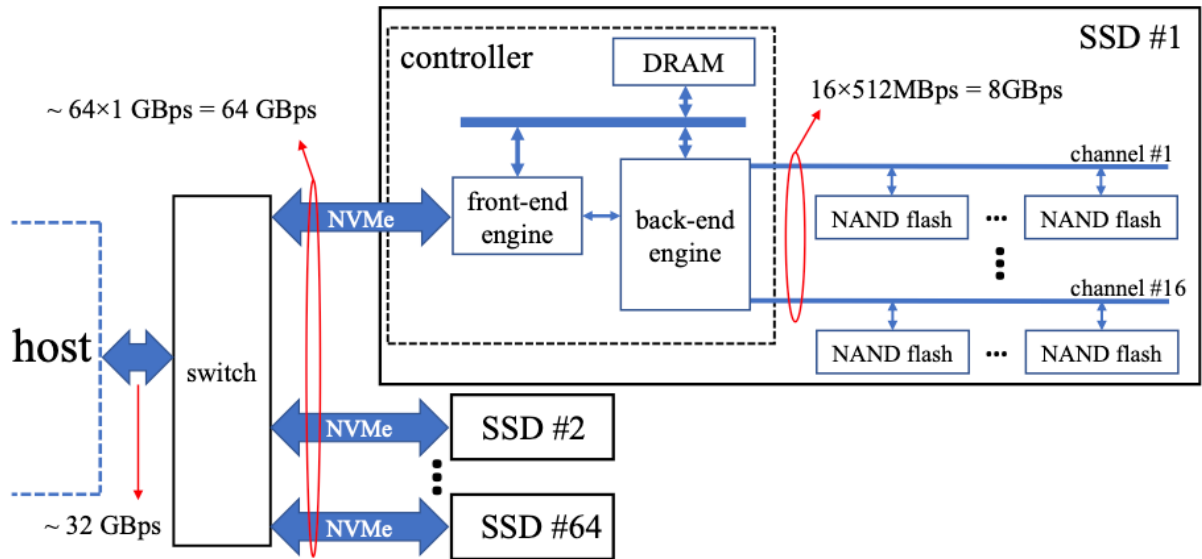 SSD #1
controller
DRAM
~ 64×1 GBps = 64 GBps
16×512MBps = 8GBps
channel #1
NVMe
front-end
engine
back-end
engine
NAND flash
...
NAND flash
channel #16
NAND flash
...
NAND flash
host
switch
NVMe
SSD #2
~ 32 GBps
NVMe
SSD #64